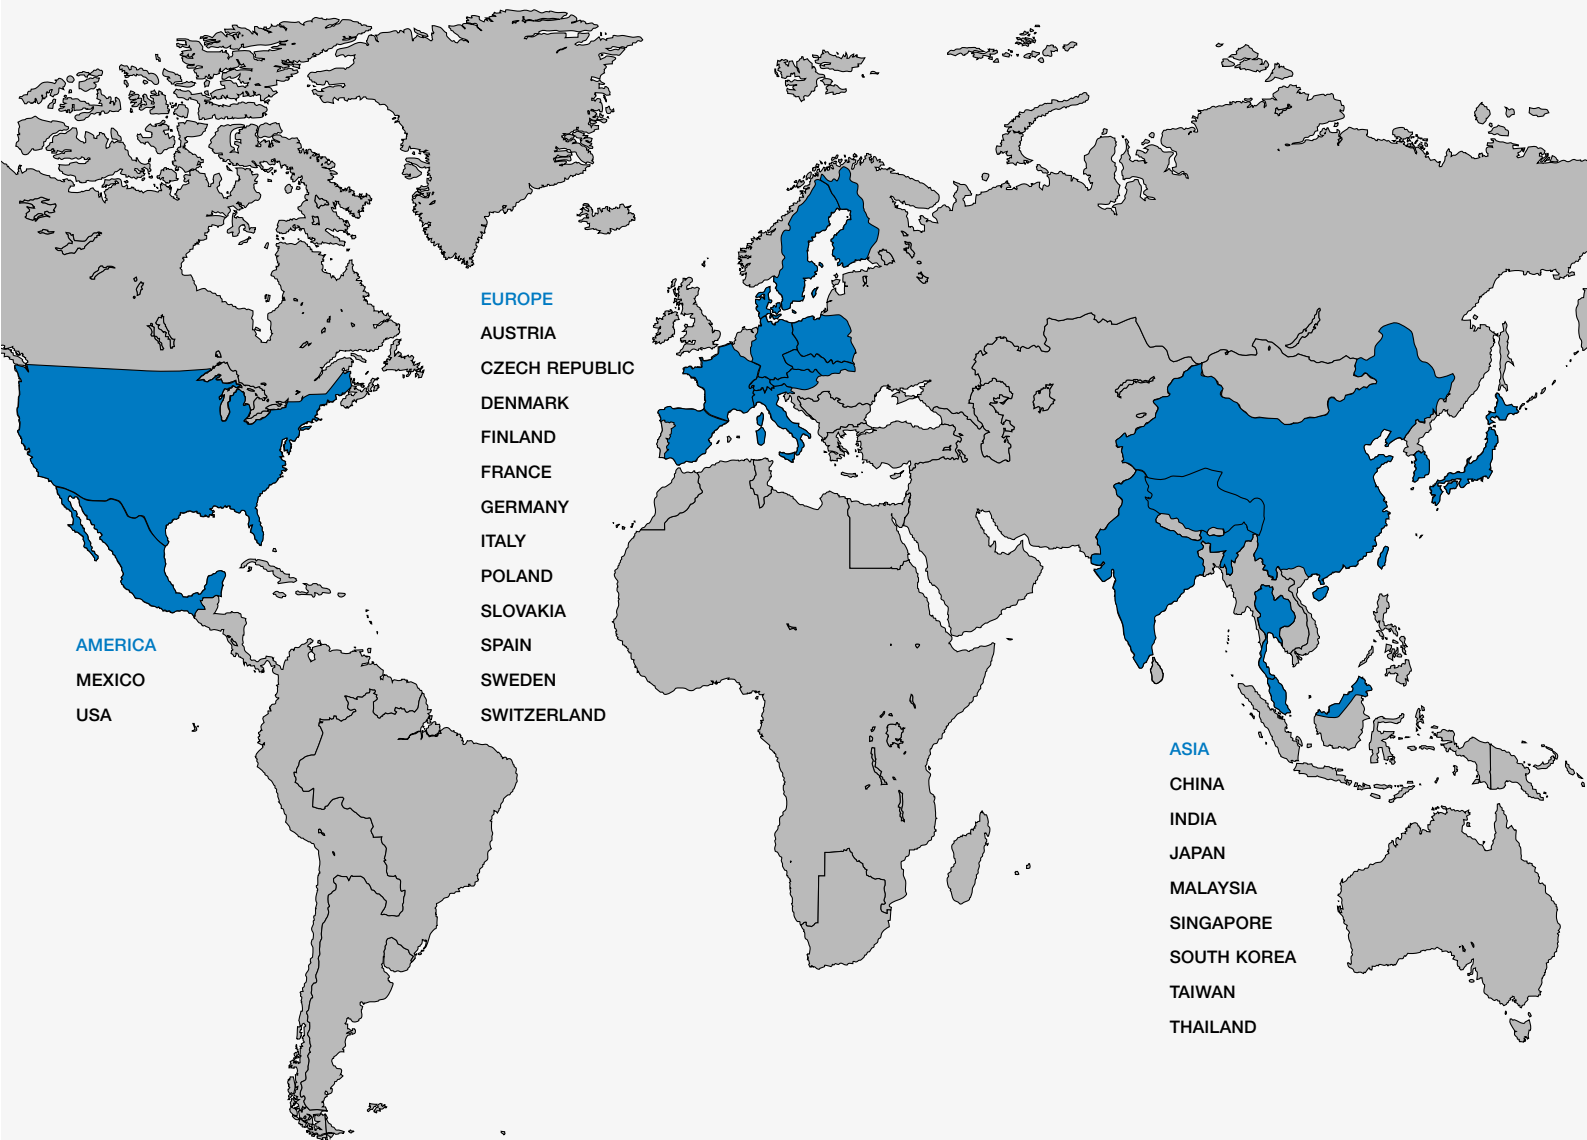 EUROPE
AUSTRIA
CZECH REPUBLIC
DENMARK
FINLAND
FRANCE
GERMANY
ITALY
POLAND
SLOVAKIA
SPAIN
SWEDEN
SWITZERLAND
AMERICA
MEXICO
USA
ASIA
CHINA
INDIA
JAPAN
MALAYSIA
SINGAPORE
SOUTH KOREA
TAIWAN
THAILAND